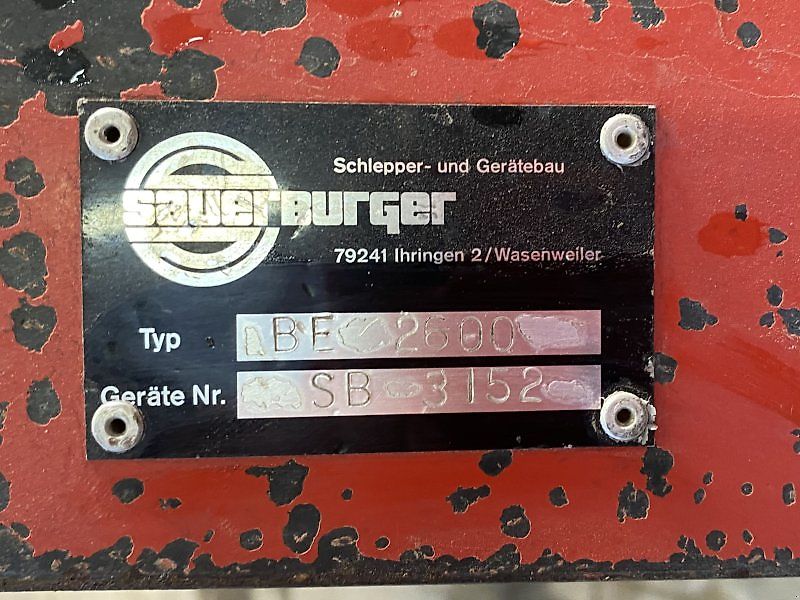 Schlepper- und Gerätebau
SauerBurger
79241 Ihringen 2/Wasenweiler
Typ BE 2600
Geräte Nr. SB 3152